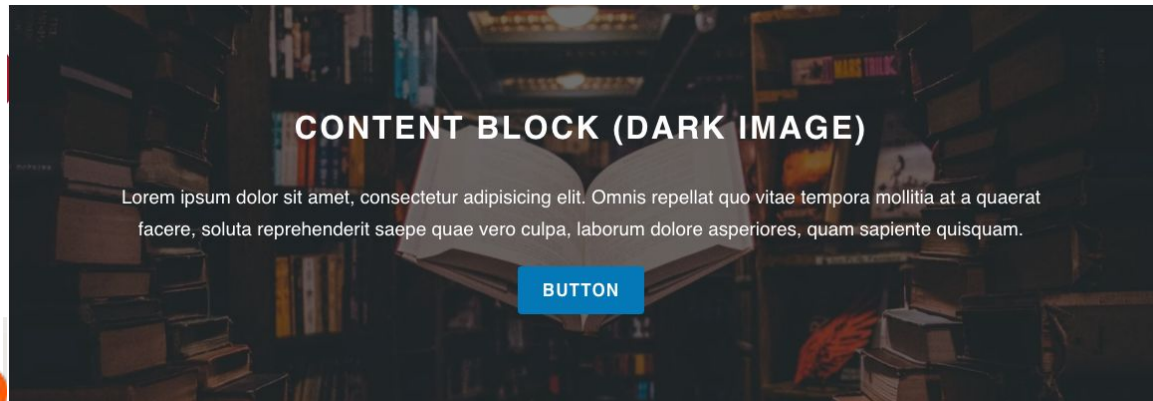 CONTENT BLOCK (DARK IMAGE)
Lorem ipsum dolor sit amet, consectetur adipisicing elit. Omnis repellat quo vitae tempora mollitia at a quaerat
facere, soluta reprehenderit saepe quae vero culpa, laborum dolore asperiores, quam sapiente quisquam.
BUTTON